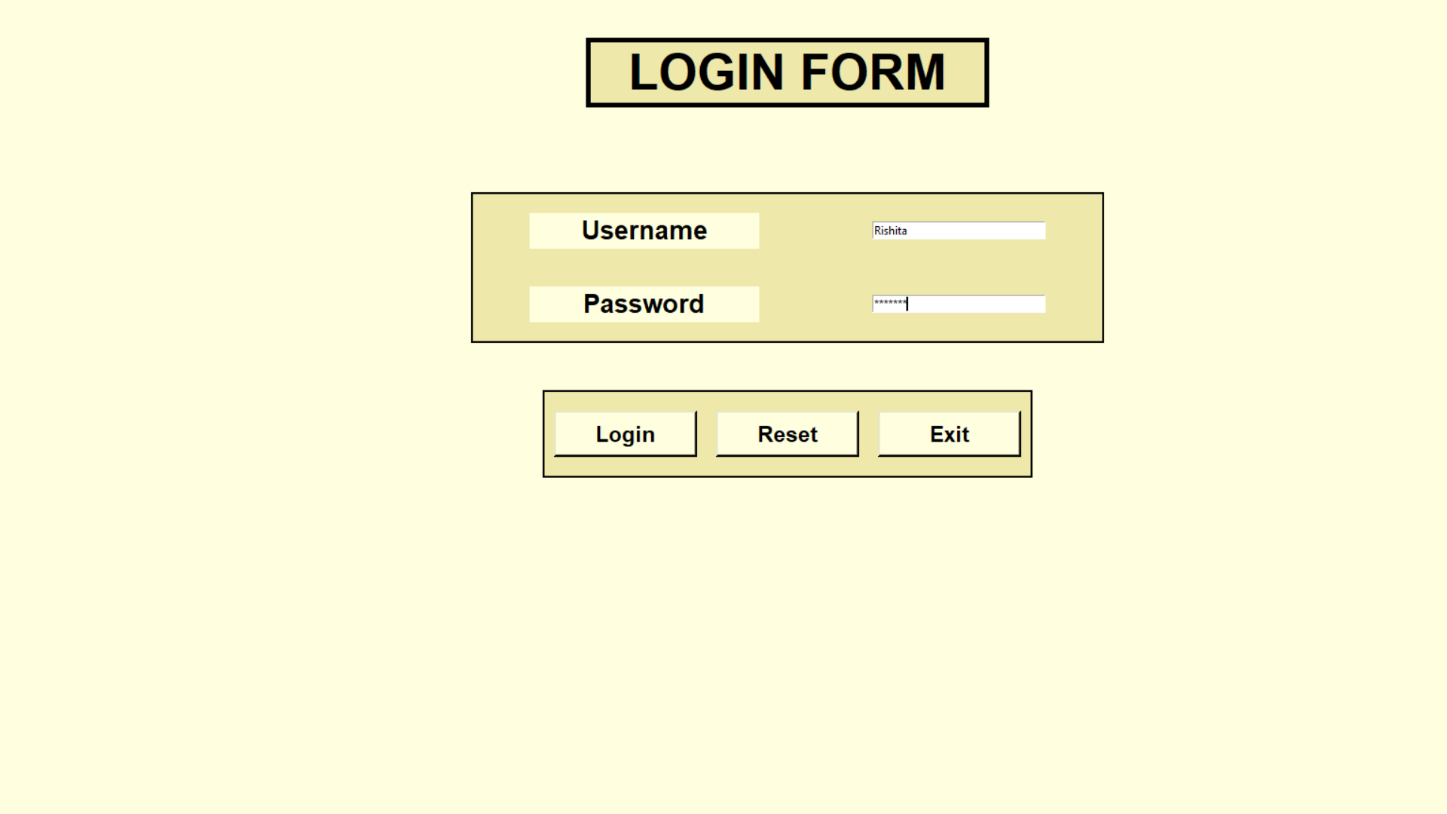 LOGIN FORM
Username Rishita
Password *******
Login Reset Exit